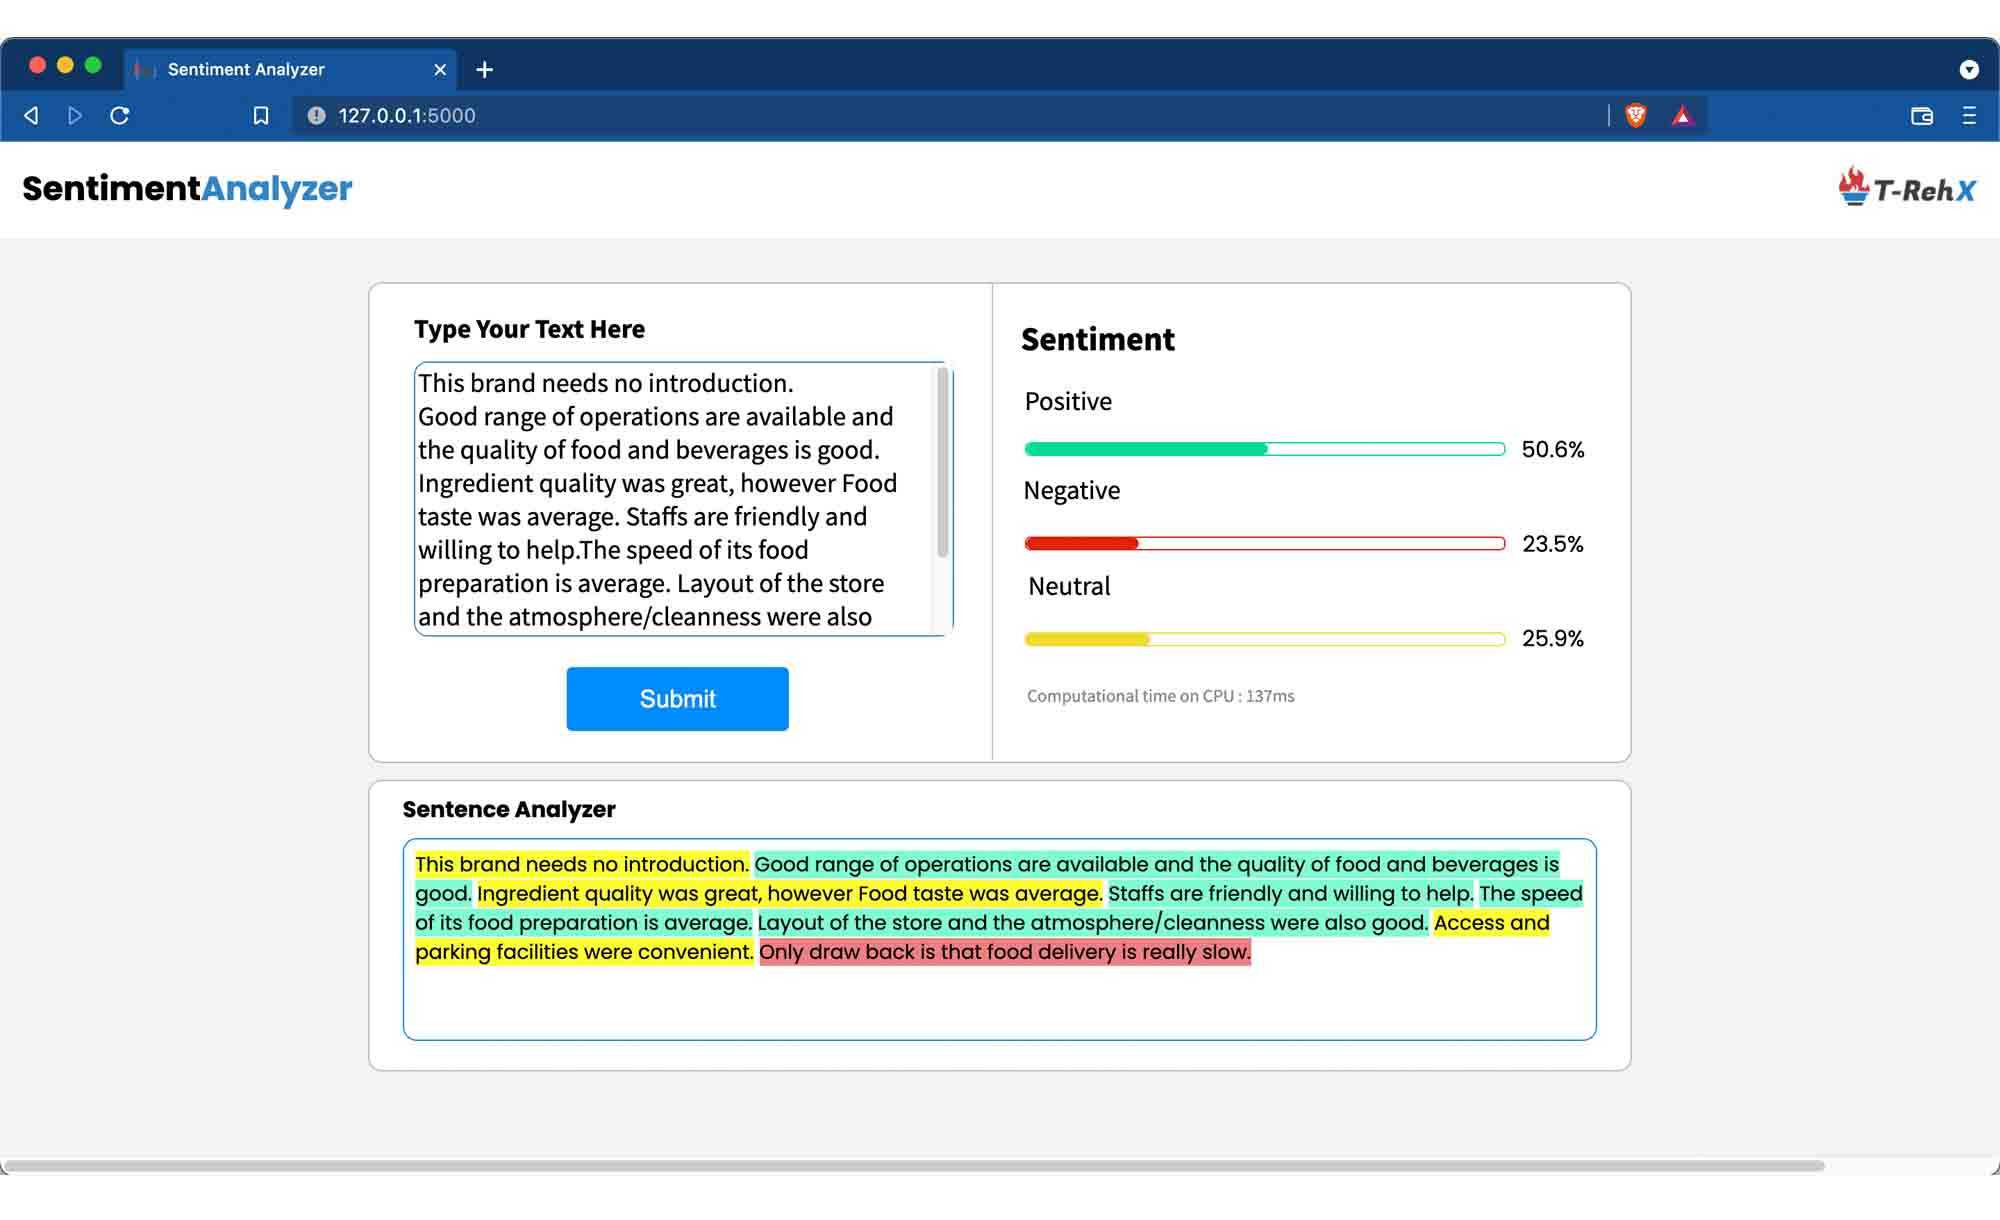 Sentiment Analyzer
127.0.0.1:5000
SentimentAnalyzer
T-RehX
Type Your Text Here
This brand needs no introduction.
Good range of operations are available and
the quality of food and beverages is good.
Ingredient quality was great, however Food
taste was average. Staffs are friendly and
willing to help.The speed of its food
preparation is average. Layout of the store
and the atmosphere/cleanness were also
Submit
Sentiment
Positive
50.6%
Negative
23.5%
Neutral
25.9%
Computational time on CPU : 137ms
Sentence Analyzer
This brand needs no introduction. Good range of operations are available and the quality of food and beverages is
good. Ingredient quality was great, however Food taste was average. Staffs are friendly and willing to help. The speed
of its food preparation is average. Layout of the store and the atmosphere/cleanness were also good. Access and
parking facilities were convenient. Only draw back is that food delivery is really slow.